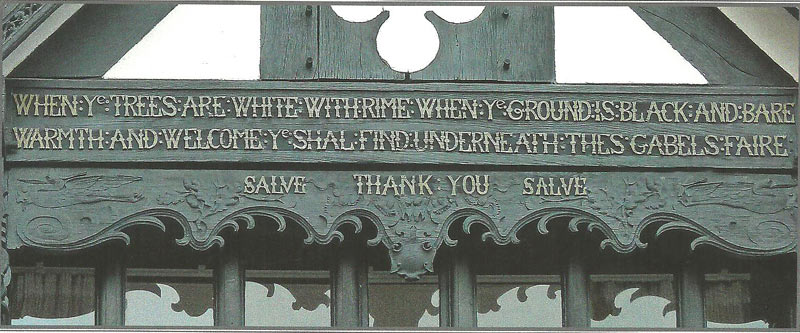 WHEN·Yᵉ·TREES·ARE·WHITE·WITH·RIME·WHEN·Yᵉ·GROUND·IS·BLACK·AND·BARE
WARMTH·AND·WELCOME·Yᵉ·SHAL·FIND·UNDERNEATH·THES·GABELS·FAIRE·
SALVE THANK·YOU SALVE